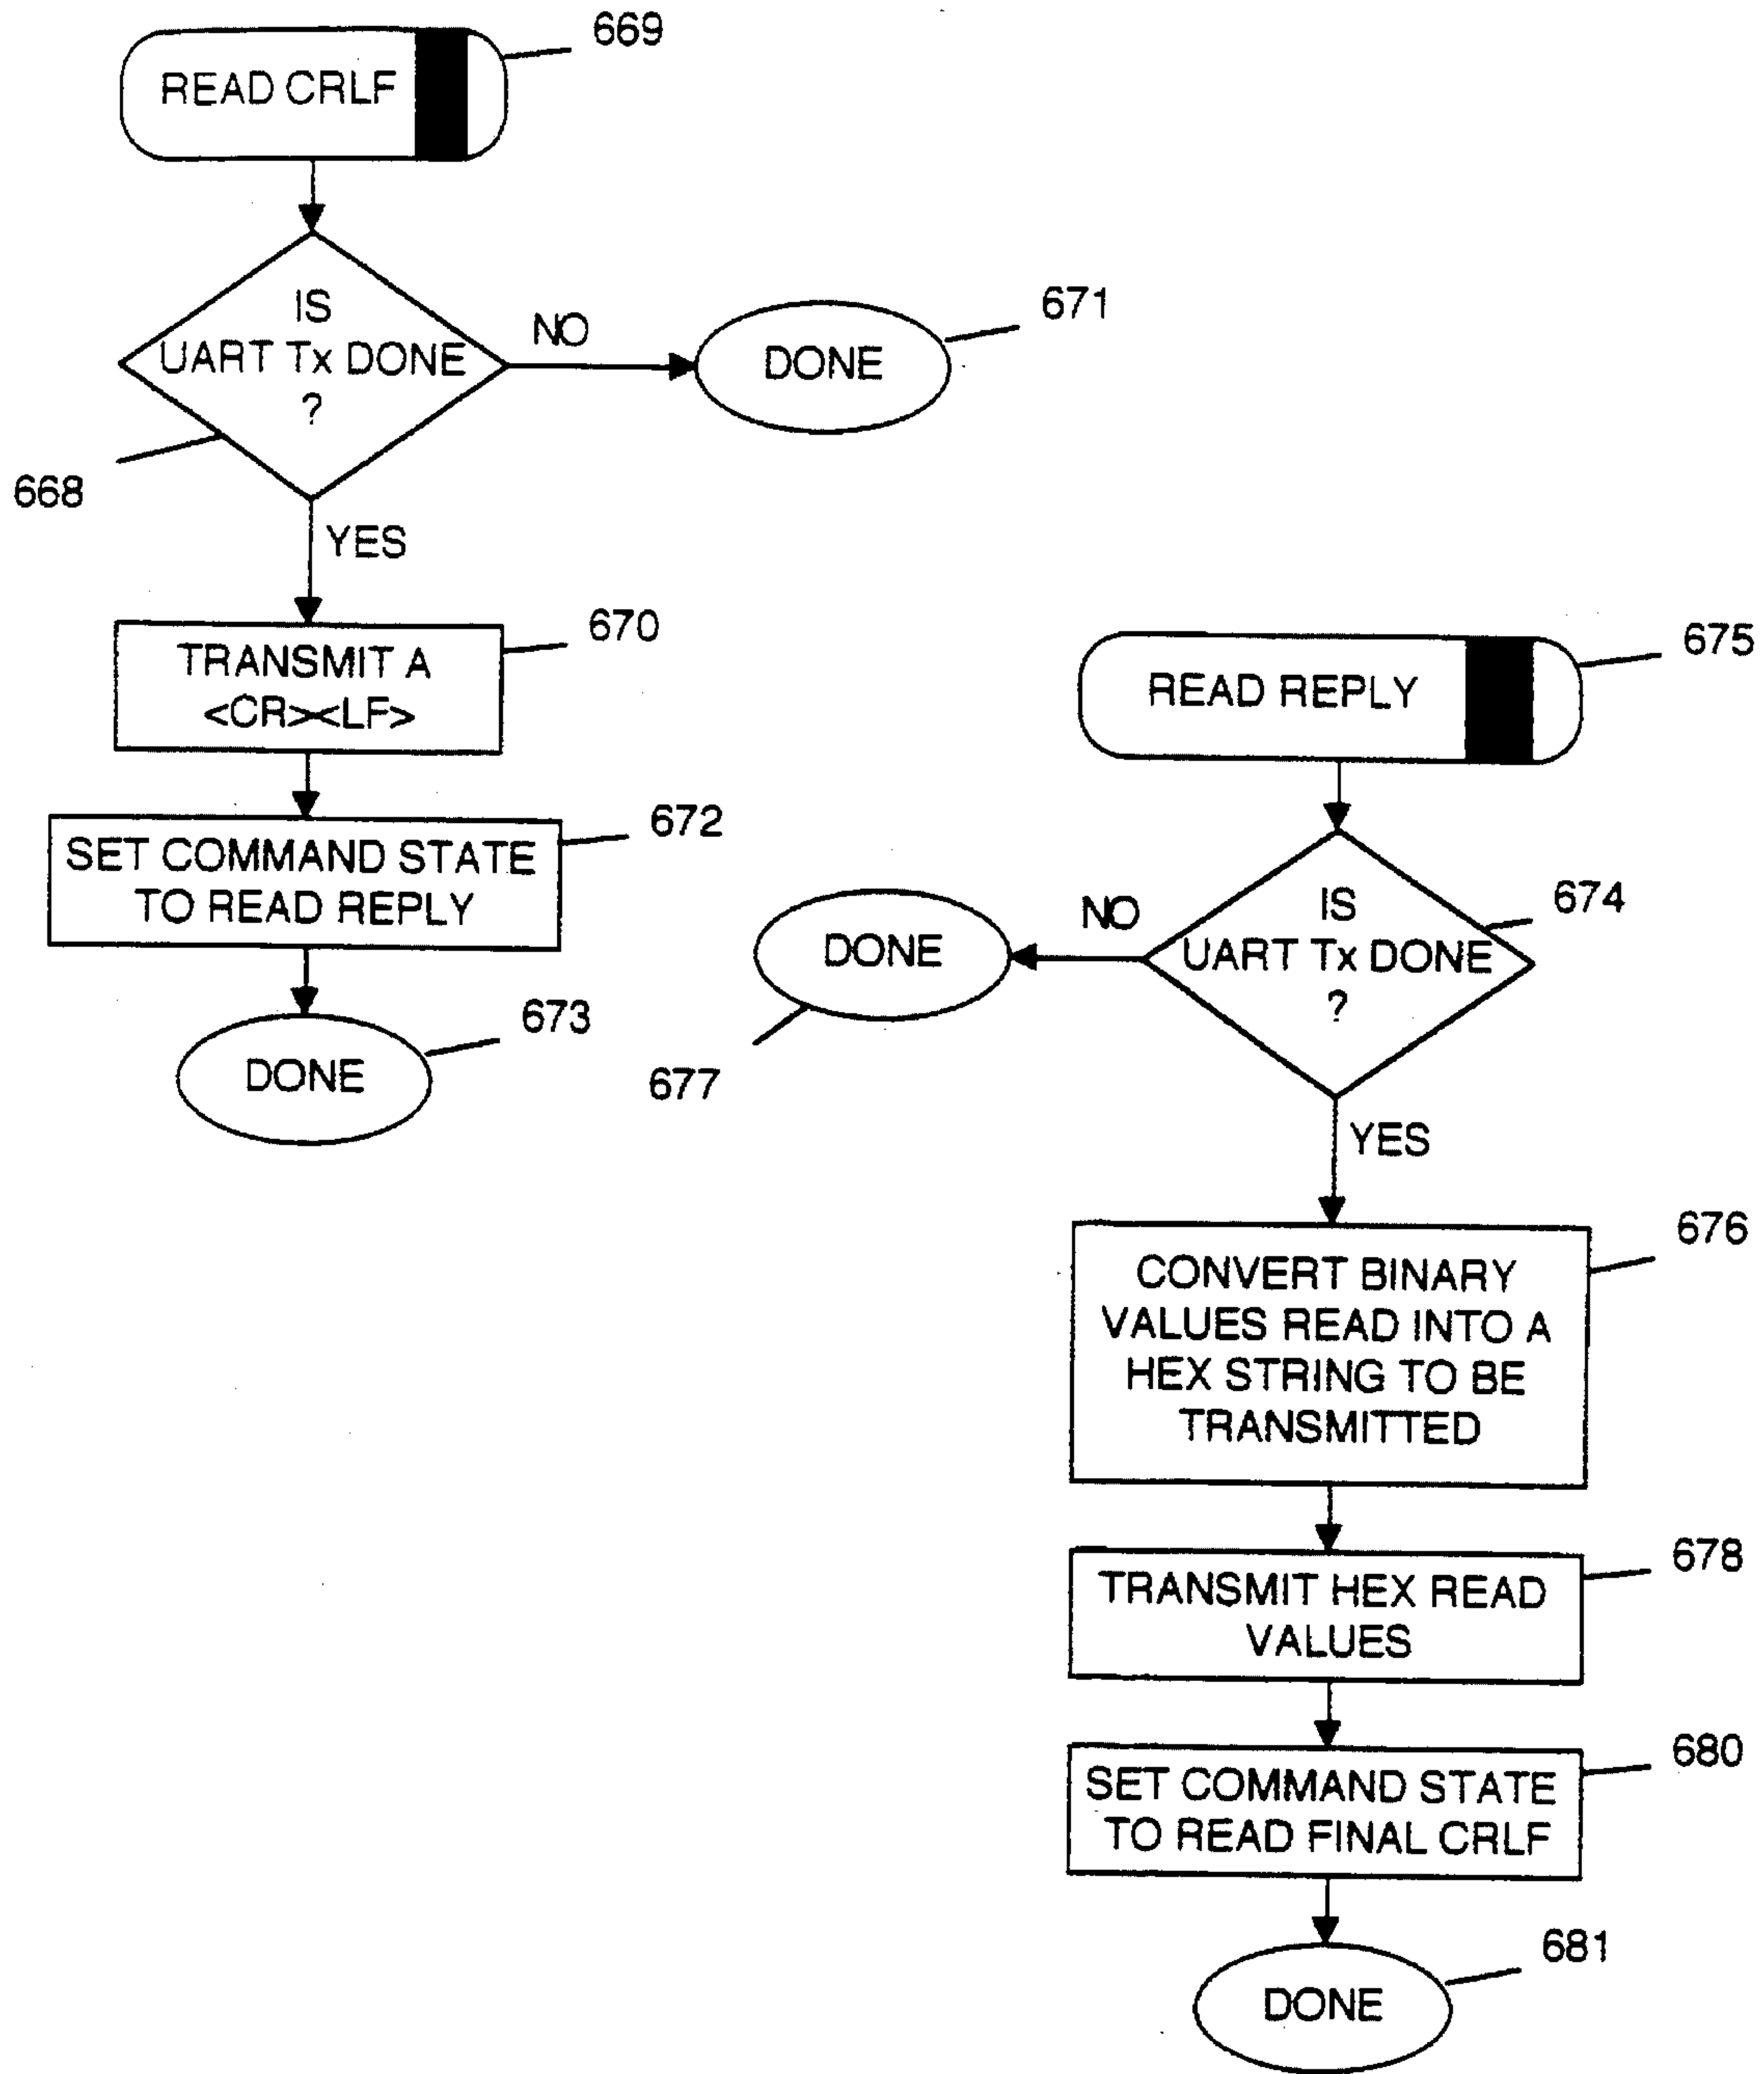 READ CRLF
669
IS
UART Tx DONE
?
668
NO
DONE
671
YES
TRANSMIT A
<CR><LF>
670
SET COMMAND STATE
TO READ REPLY
672
DONE
673
READ REPLY
675
IS
UART Tx DONE
?
674
NO
DONE
677
YES
CONVERT BINARY
VALUES READ INTO A
HEX STRING TO BE
TRANSMITTED
676
TRANSMIT HEX READ
VALUES
678
SET COMMAND STATE
TO READ FINAL CRLF
680
DONE
681